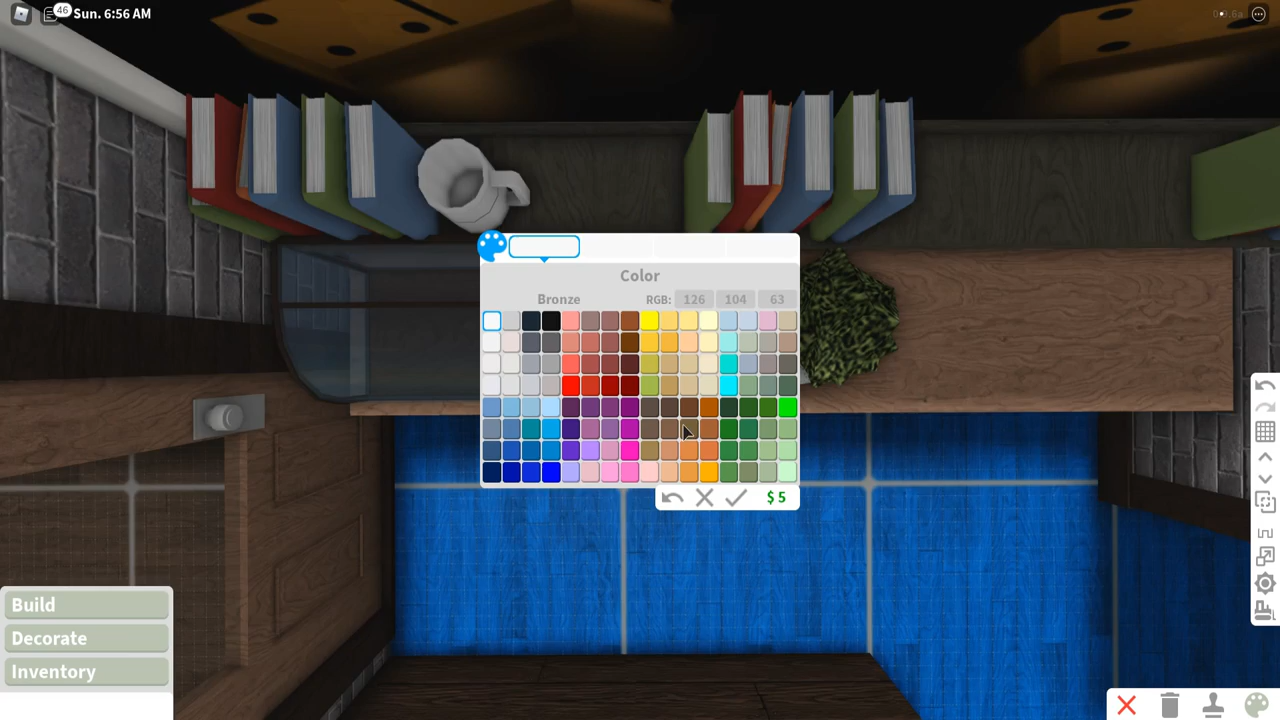 46 Sun. 6:56 AM
Color
Bronze RGB: 126 104 63
$ 5
Build
Decorate
Inventory